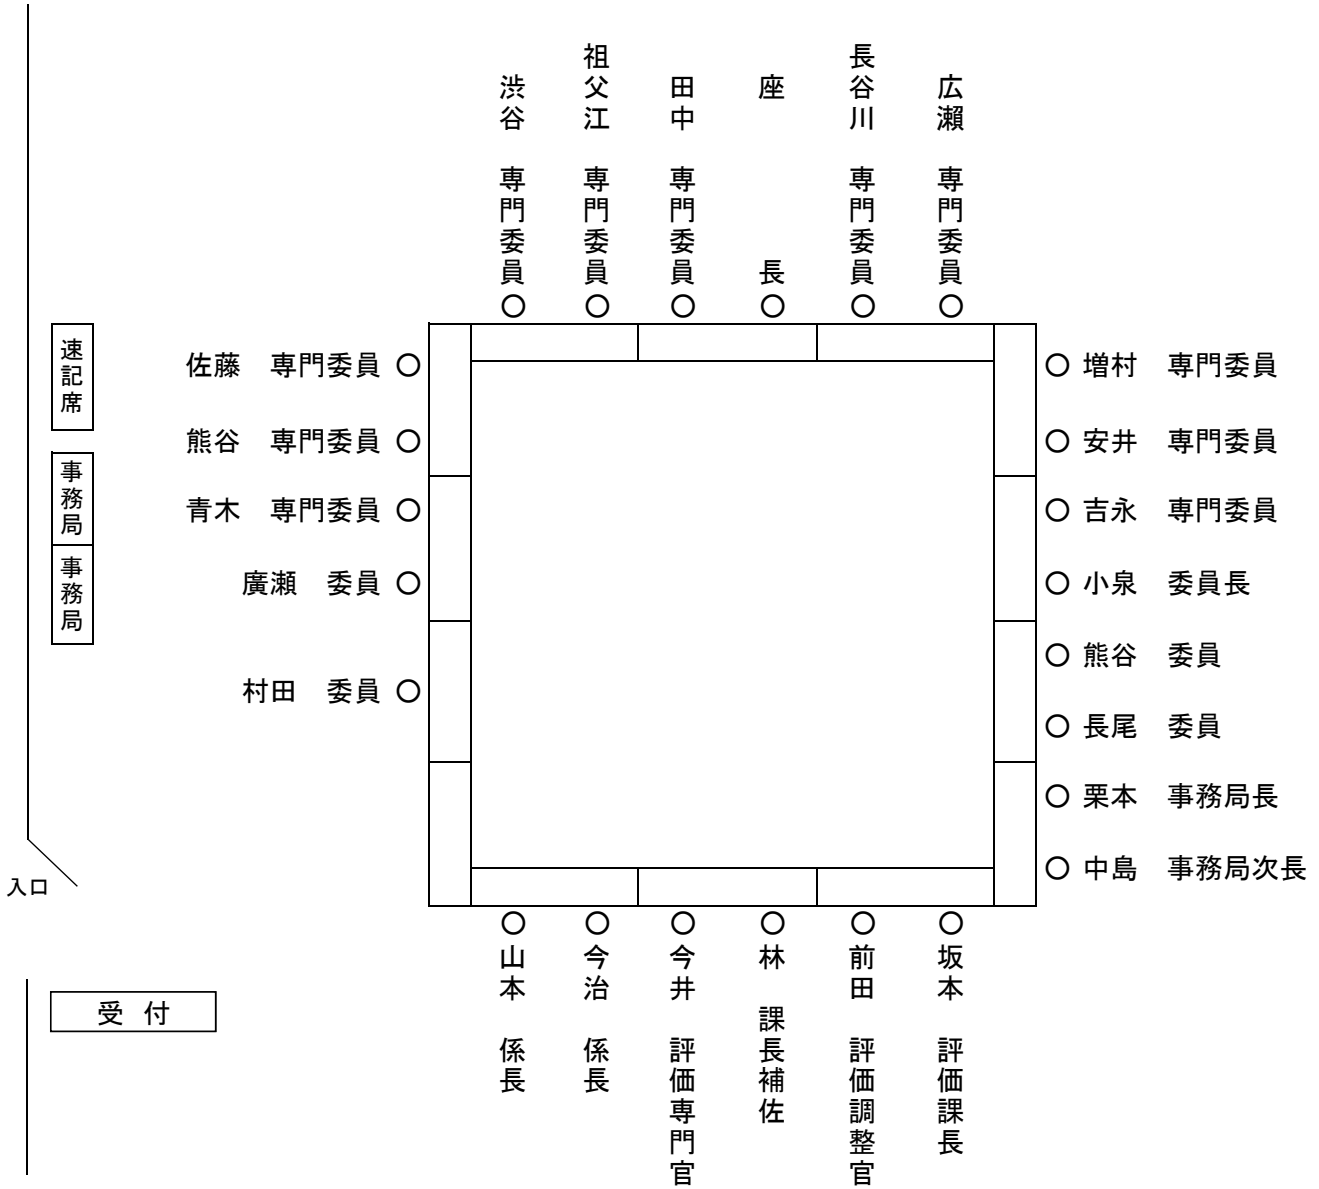 渋谷　専門委員
祖父江　専門委員
田中　専門委員
座　長
長谷川　専門委員
広瀬　専門委員
速記席
事務局
事務局
佐藤　専門委員
熊谷　専門委員
青木　専門委員
廣瀬　委員
村田　委員
増村　専門委員
安井　専門委員
吉永　専門委員
小泉　委員長
熊谷　委員
長尾　委員
栗本　事務局長
中島　事務局次長
入口
受　付
山本　係長
今治　係長
今井　評価専門官
林　課長補佐
前田　評価調整官
坂本　評価課長